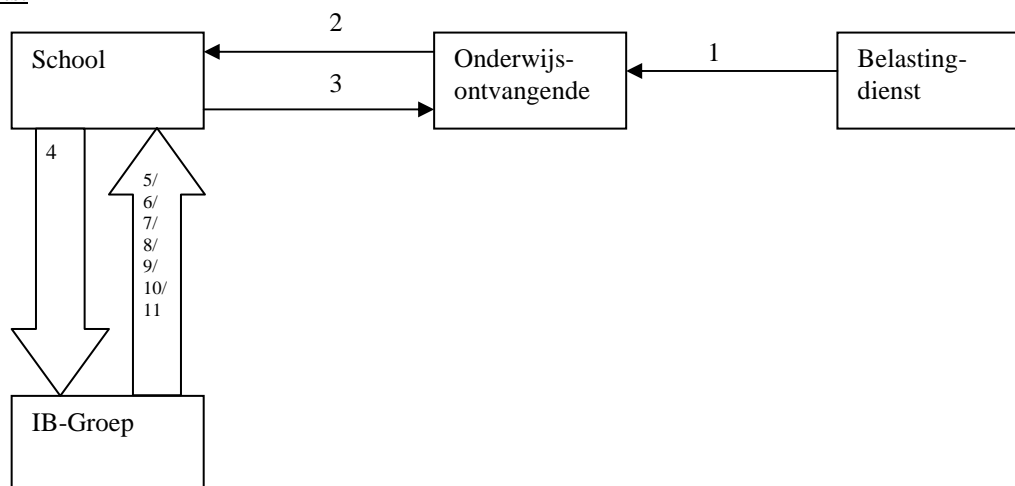 School
2
3
Onderwijs-
ontvangende
1
Belasting-
dienst
4
5/
6/
7/
8/
9/
10/
11
IB-Groep